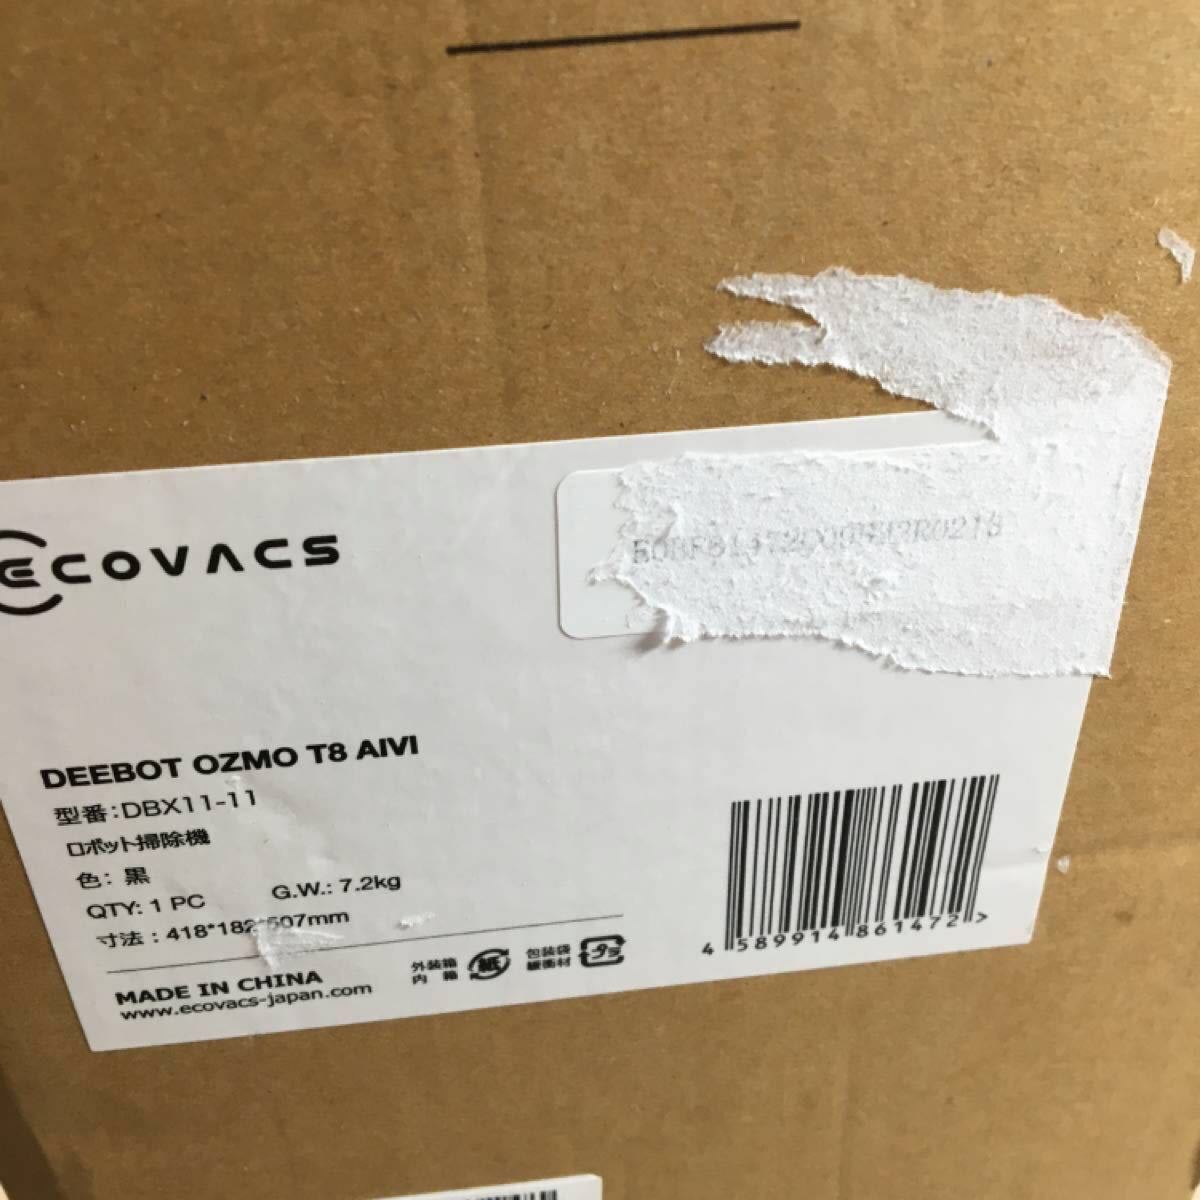 ECOVACS
DEEBOT OZMO T8 AIVI
型番:DBX11-11
ロボット掃除機
色: 黒
QTY: 1 PC G.W.: 7.2kg
寸法 : 418*182*507mm
MADE IN CHINA
www.ecovacs-japan.com
外装箱
内 箱
紙
包装袋
緩衝材
プラ
4 589914 861472 >